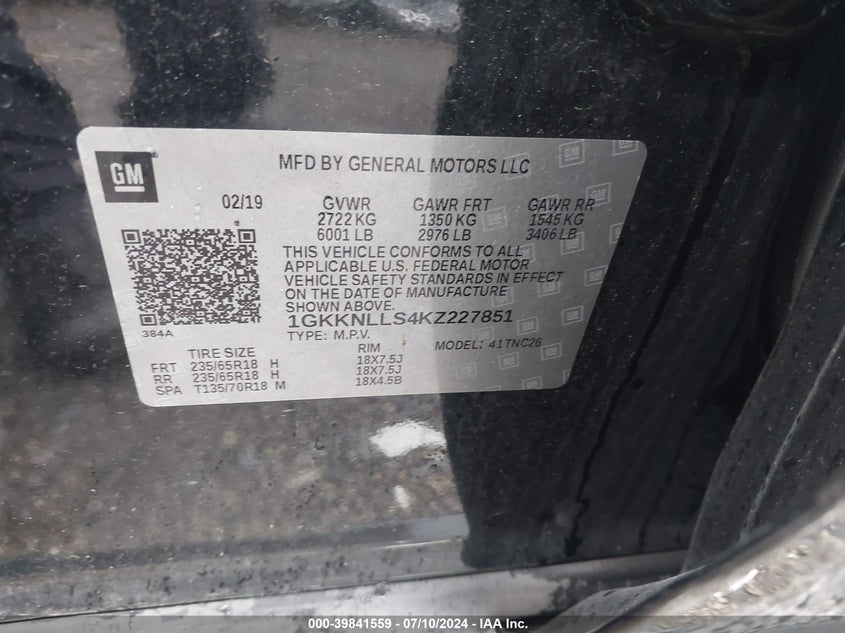 GM
MFD BY GENERAL MOTORS LLC
02/19
GVWR GAWR FRT GAWR RR
2722 KG 1350 KG 1545 KG
6001 LB 2976 LB 3406 LB
THIS VEHICLE CONFORMS TO ALL
APPLICABLE U.S. FEDERAL MOTOR
VEHICLE SAFETY STANDARDS IN EFFECT
ON THE DATE OF MANUFACTURE
SHOWN ABOVE.
1GKKNLLS4KZ227851
384A
TYPE: M.P.V. MODEL: 41TNC26
TIRE SIZE RIM
FRT 235/65R18 H 18X7.5J
RR 235/65R18 H 18X7.5J
SPA T135/70R18 M 18X4.5B
000-39841559 — 07/10/2024 - IAA Inc.